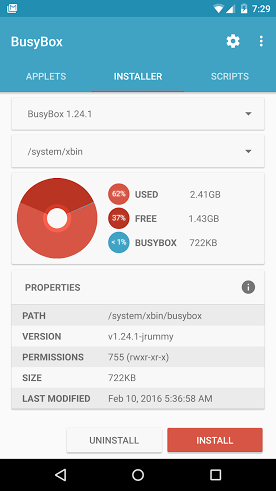 7:29
BusyBox
APPLETS INSTALLER SCRIPTS
BusyBox 1.24.1
/system/xbin
62% USED 2.41GB
37% FREE 1.43GB
< 1% BUSYBOX 722KB
PROPERTIES
PATH /system/xbin/busybox
VERSION v1.24.1-jrummy
PERMISSIONS 755 (rwxr-xr-x)
SIZE 722KB
LAST MODIFIED Feb 10, 2016 5:36:58 AM
UNINSTALL INSTALL